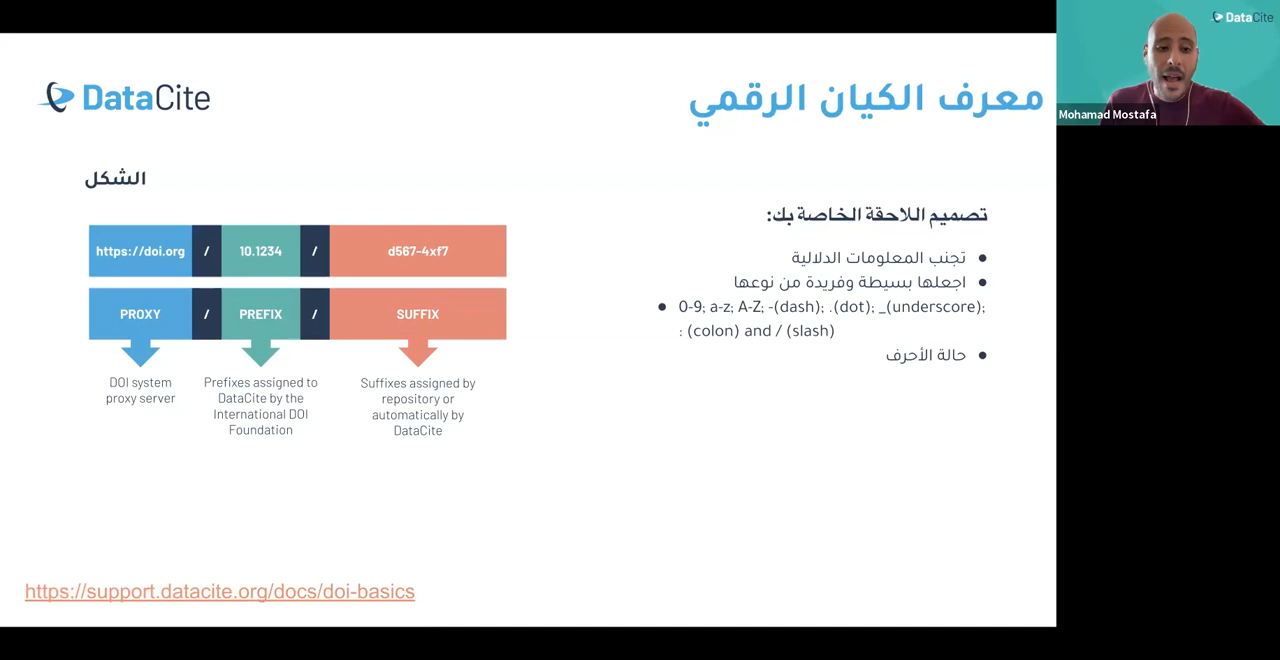 DataCite
معرف الكيان الرقمي
DataCite
Mohamad Mostafa
الشكل
https://doi.org / 10.1234 / d567-4xf7
PROXY / PREFIX / SUFFIX
DOI system
proxy server
Prefixes assigned to
DataCite by the
International DOI
Foundation
Suffixes assigned by
repository or
automatically by
DataCite
تصميم اللاحقة الخاصة بك:
● تجنب المعلومات الدلالية
● اجعلها بسيطة وفريدة من نوعها
● 0-9; a-z; A-Z; -(dash); .(dot); _(underscore);
: (colon) and / (slash)
● حالة الأحرف
https://support.datacite.org/docs/doi-basics